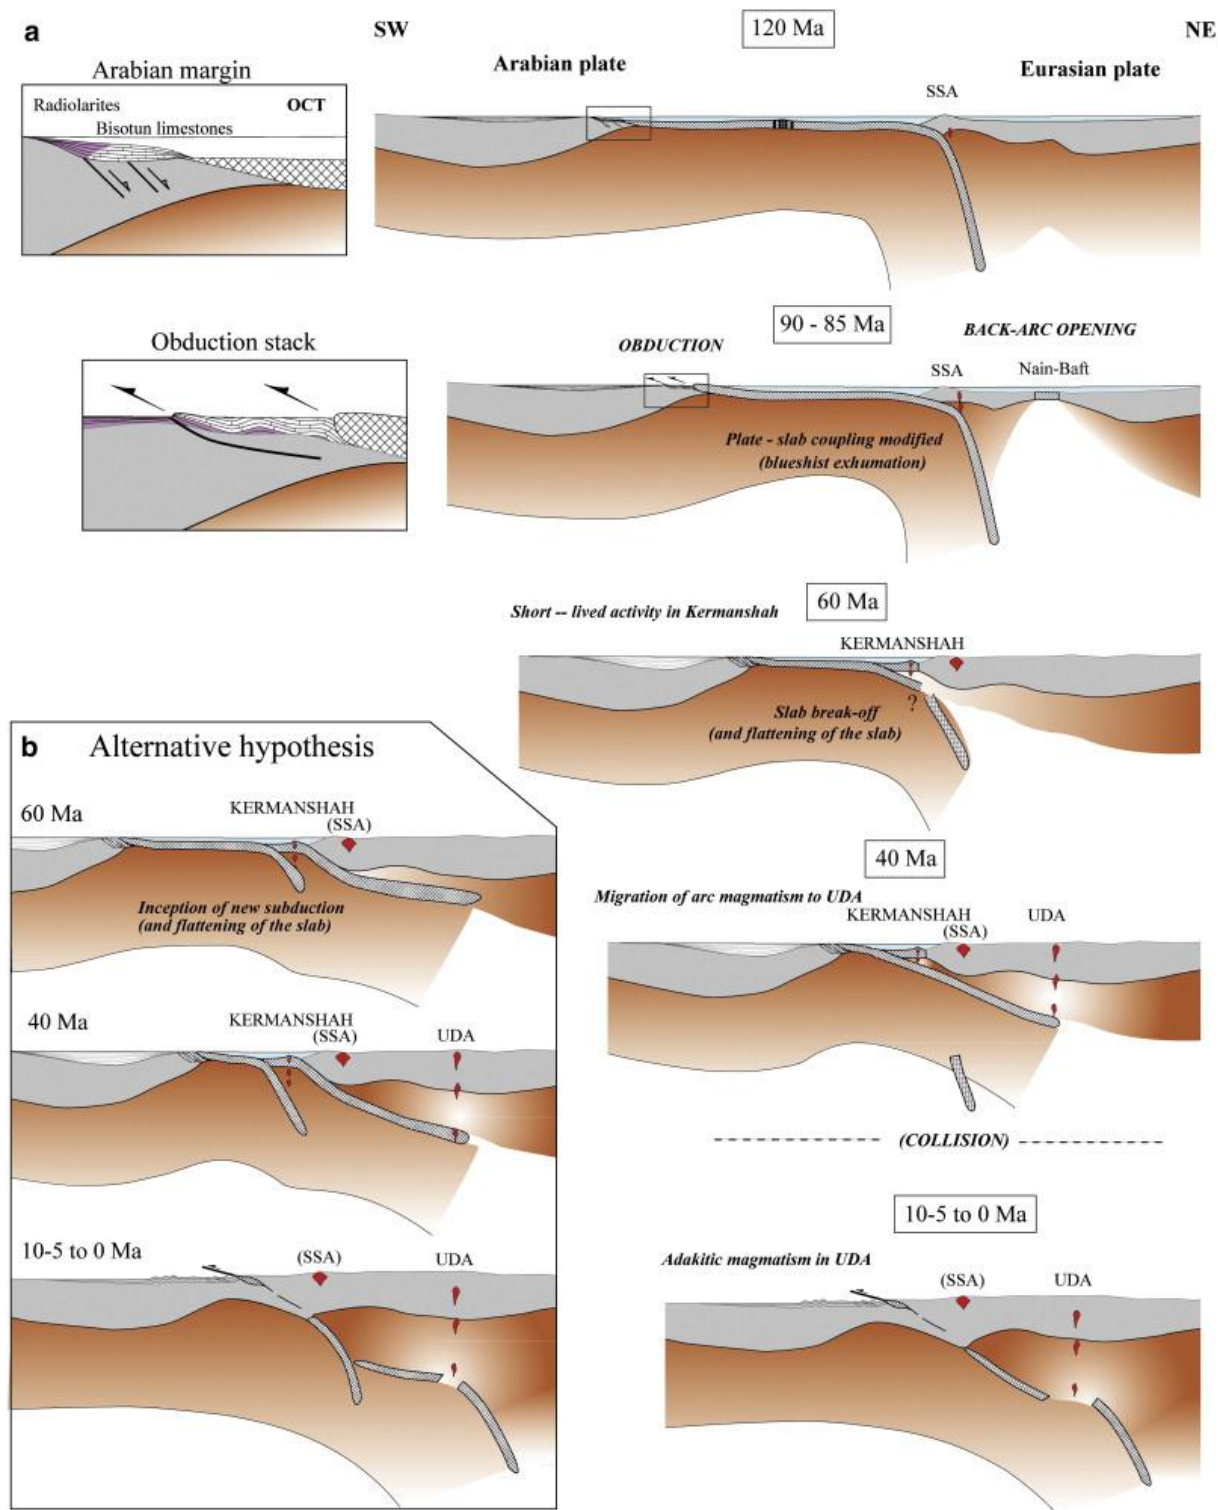 a
SW
120 Ma
NE
Arabian margin
Arabian plate
Eurasian plate
Radiolarites
OCT
Bisotun limestones
SSA
90 - 85 Ma
Obduction stack
OBDUCTION
BACK-ARC OPENING
SSA
Nain-Baft
Plate - slab coupling modified
(blueshist exhumation)
60 Ma
Short -- lived activity in Kermanshah
KERMANSHAH
?
Slab break-off
(and flattening of the slab)
40 Ma
Migration of arc magmatism to UDA
KERMANSHAH
(SSA)
UDA
(COLLISION)
10-5 to 0 Ma
Adakitic magmatism in UDA
(SSA)
UDA
b
Alternative hypothesis
60 Ma
KERMANSHAH
(SSA)
Inception of new subduction
(and flattening of the slab)
40 Ma
KERMANSHAH
(SSA)
UDA
10-5 to 0 Ma
(SSA)
UDA